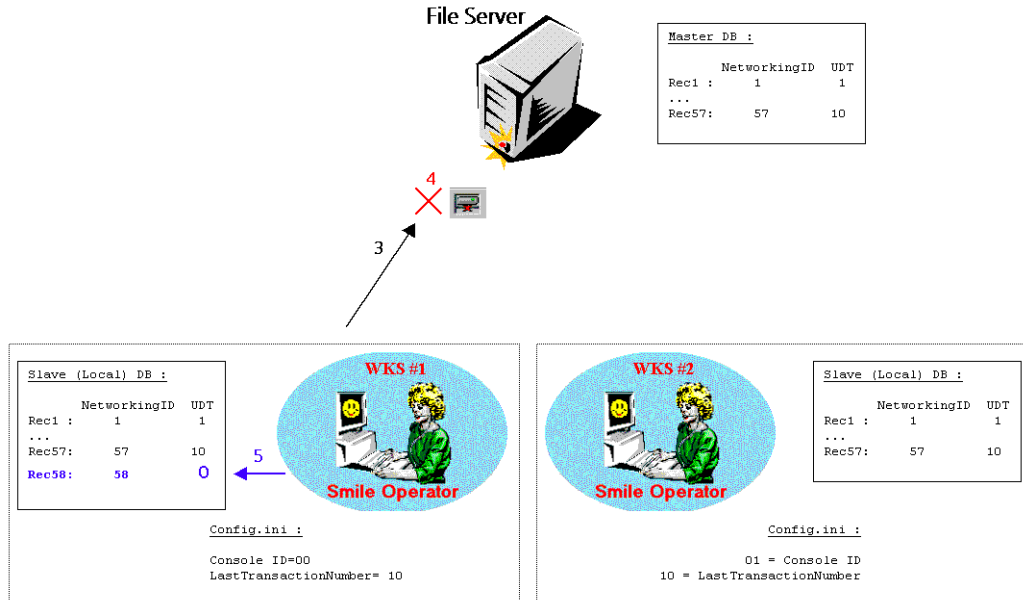 File Server
Master DB :
NetworkingID UDT
Rec1 : 1 1
...
Rec57: 57 10
4
3
Slave (Local) DB :
NetworkingID UDT
Rec1 : 1 1
...
Rec57: 57 10
Rec58: 58 0
5
WKS #1
Smile Operator
Config.ini :
Console ID=00
LastTransactionNumber= 10
WKS #2
Smile Operator
Slave (Local) DB :
NetworkingID UDT
Rec1 : 1 1
...
Rec57: 57 10
Config.ini :
01 = Console ID
10 = LastTransactionNumber